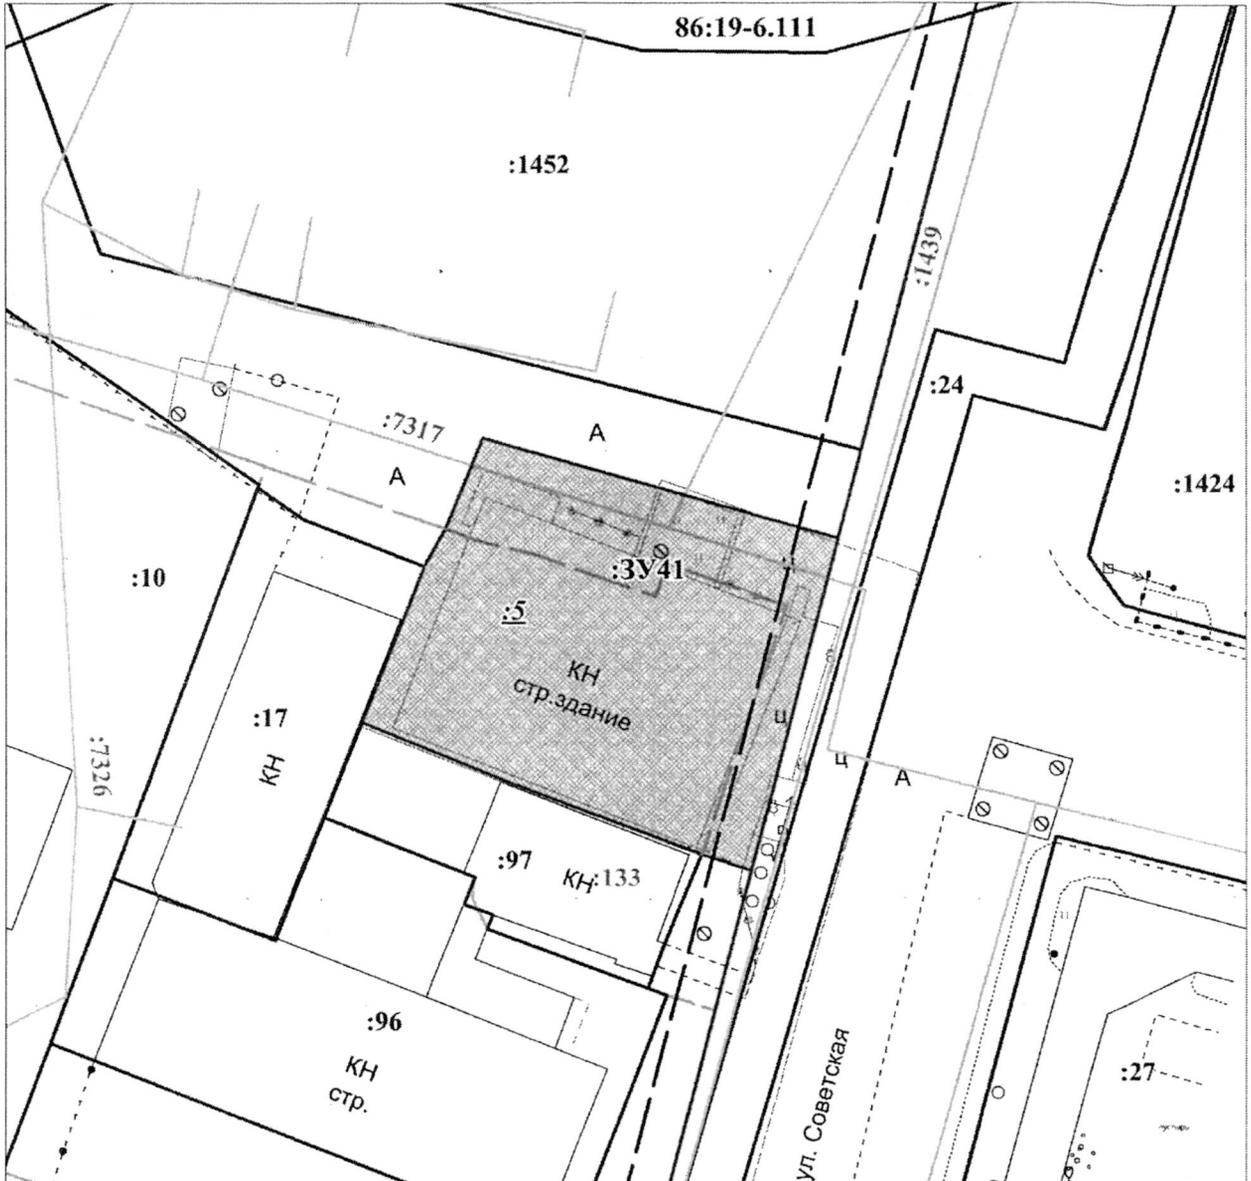 86:19-6.111
:1452
:1439
:24
:7317
А
А
:1424
:10
:ЗУ41
:5
КН
стр.здание
:17
КН
:7326
ц
ц
А
:97
КН
:133
:96
КН
стр.
ул. Советская
:27
пустырь